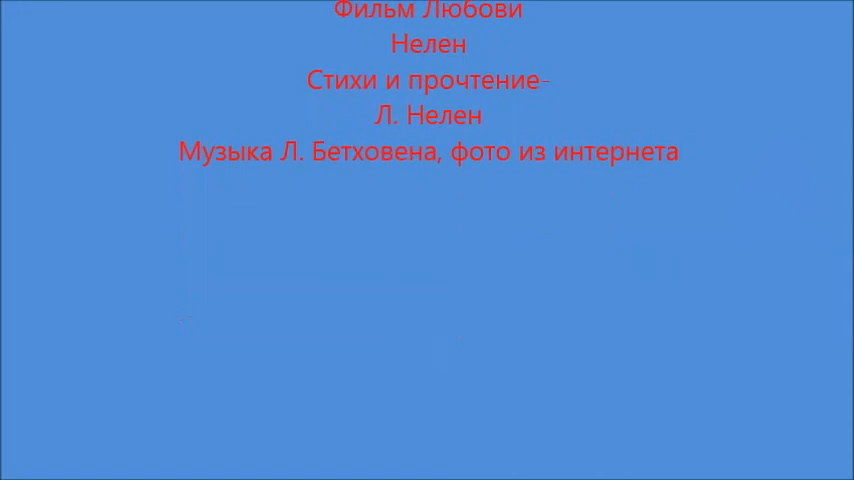 Фильм Любови
Нелен
Стихи и прочтение-
Л. Нелен
Музыка Л. Бетховена, фото из интернета